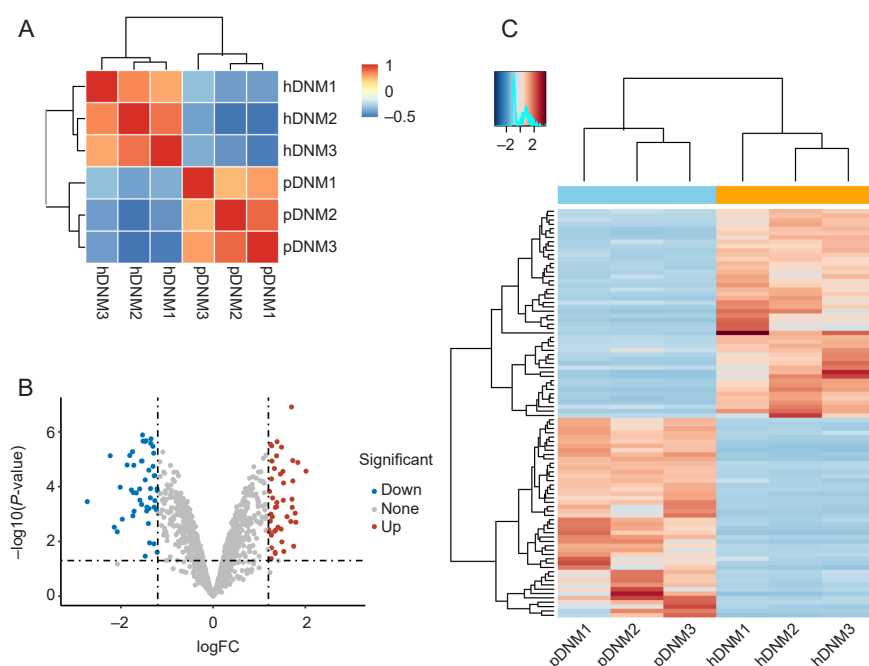 A
1
0
−0.5
hDNM1
hDNM2
hDNM3
pDNM1
pDNM2
pDNM3
hDNM3
hDNM2
hDNM1
pDNM3
pDNM2
pDNM1
B
6
4
2
0
−log10(P-value)
−2
0
2
logFC
Significant
Down
None
Up
C
−2
2
pDNM1
pDNM2
pDNM3
hDNM1
hDNM2
hDNM3